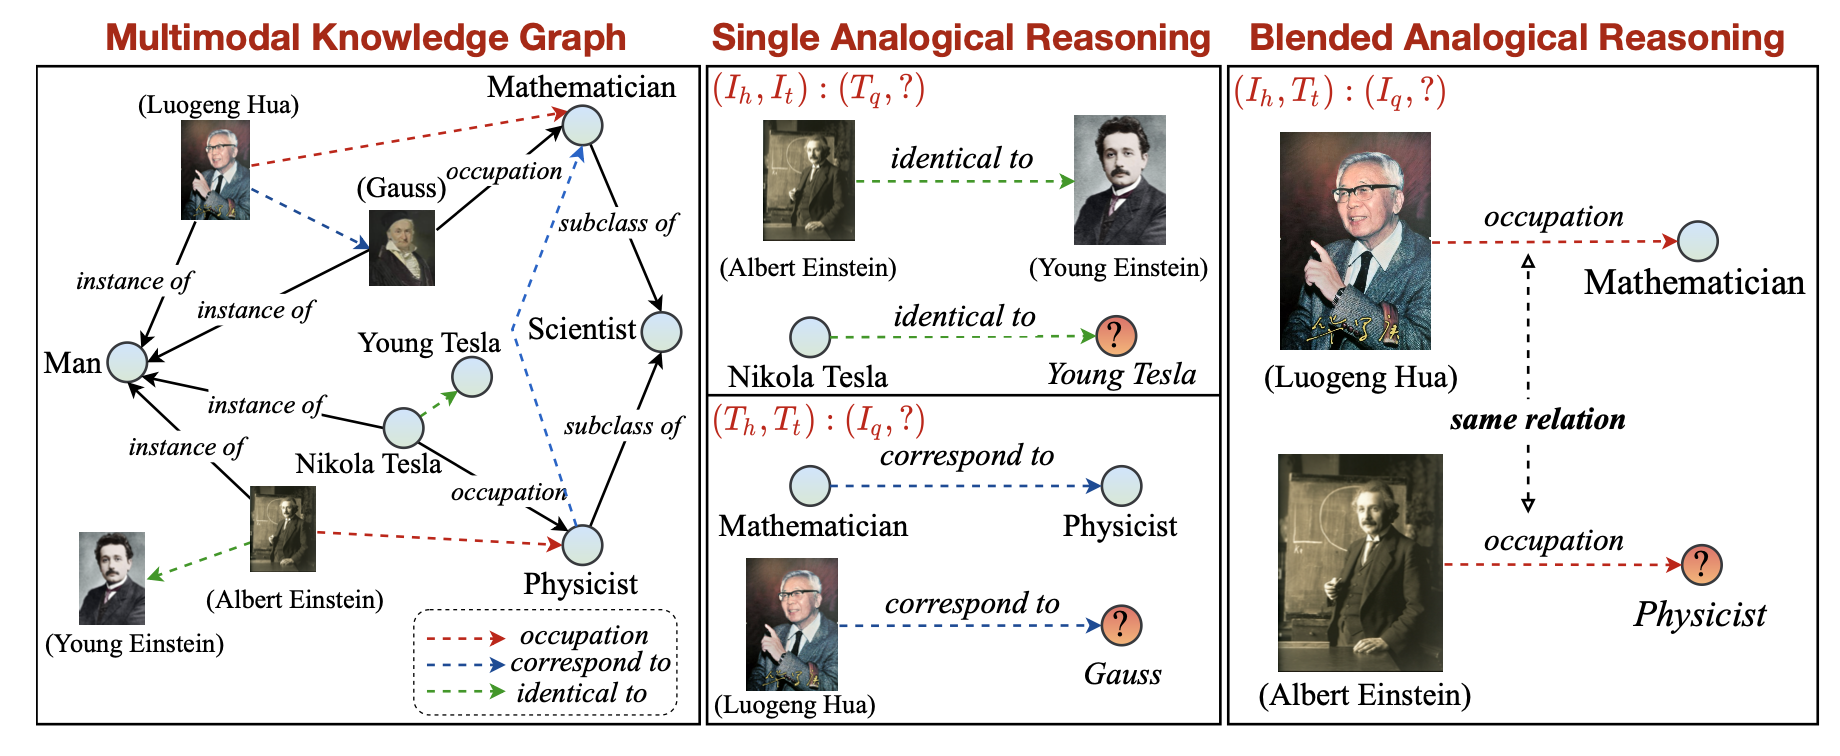 Multimodal Knowledge Graph
(Luogeng Hua)
Mathematician
(Gauss)
occupation
subclass of
instance of
instance of
Man
Young Tesla
Scientist
instance of
Nikola Tesla
subclass of
instance of
occupation
(Albert Einstein)
Physicist
(Young Einstein)
occupation
correspond to
identical to
Single Analogical Reasoning
(I_h, I_t) : (T_q, ?)
identical to
(Albert Einstein)
(Young Einstein)
identical to
?
Nikola Tesla
Young Tesla
(T_h, T_t) : (I_q, ?)
correspond to
Mathematician
Physicist
correspond to
?
Gauss
(Luogeng Hua)
Blended Analogical Reasoning
(I_h, T_t) : (I_q, ?)
occupation
Mathematician
(Luogeng Hua)
same relation
occupation
?
Physicist
(Albert Einstein)